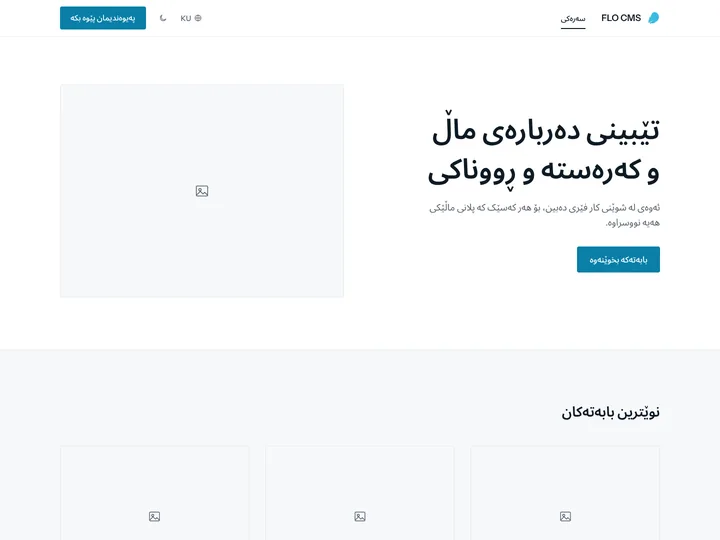 FLO CMS
سەرەکی
KU
پەیوەندیمان پێوە بکە
تێبینی دەربارەی ماڵ
و کەرەستە و ڕووناکی
ئەوەی لە شوێنی کار فێری دەبین، بۆ هەر کەسێک کە پلانی ماڵێکی
هەیە نووسراوە.
بابەتەکە بخوێنەوە
نوێترین بابەتەکان